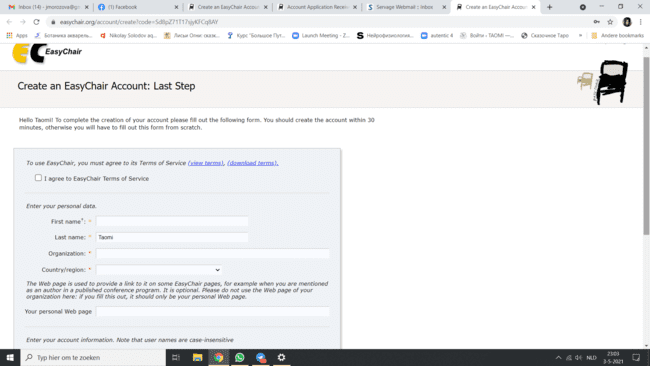 Inbox (14) - jmorozova@g
(1) Facebook
Create an EasyChair Account
Application Received
Servage Webmail :: Inbox
Create an EasyChair Account
easychair.org/account/create?code=
Apps
Ботаника акварель...
Nikolay Solodov aq...
Лисьи Огни: сказк...
Курс "Большое Пут...
Launch Meeting - Z...
Нейрофизиология...
autentic 4
Войти ‹ TAOMI —...
Сказочное Таро
»
Andere bookmarks
EC EasyChair
Create an EasyChair Account: Last Step
Hello Taomi! To complete the creation of your account please fill out the following form. You should create the account within 30
minutes, otherwise you will have to fill out this form from scratch.
To use EasyChair, you must agree to its Terms of Service (view terms), (download terms).
I agree to EasyChair Terms of Service
Enter your personal data.
First name†: *
Last name: * Taomi
Organization: *
Country/region: *
The Web page is used to provide a link to it on some EasyChair pages, for example when you are mentioned
as an author in a published conference program. It is optional. Please do not use the Web page of your
organization here: if you fill this out, it should only be your personal Web page.
Your personal Web page
Enter your account information. Note that user names are case-insensitive
Typ hier om te zoeken
NLD
23:03
3-5-2021